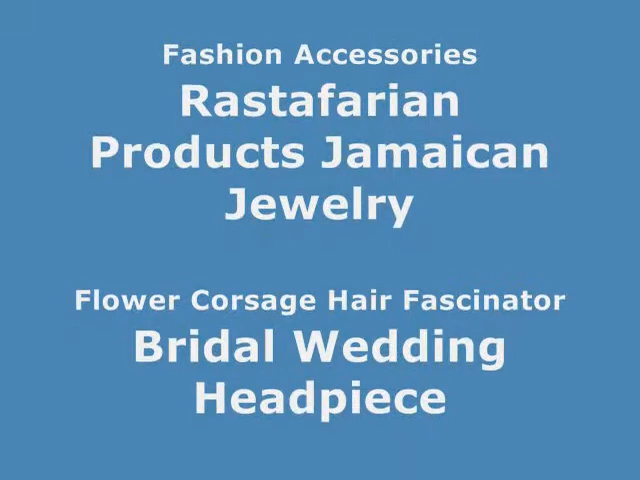 Fashion Accessories
Rastafarian
Products Jamaican
Jewelry
Flower Corsage Hair Fascinator
Bridal Wedding
Headpiece